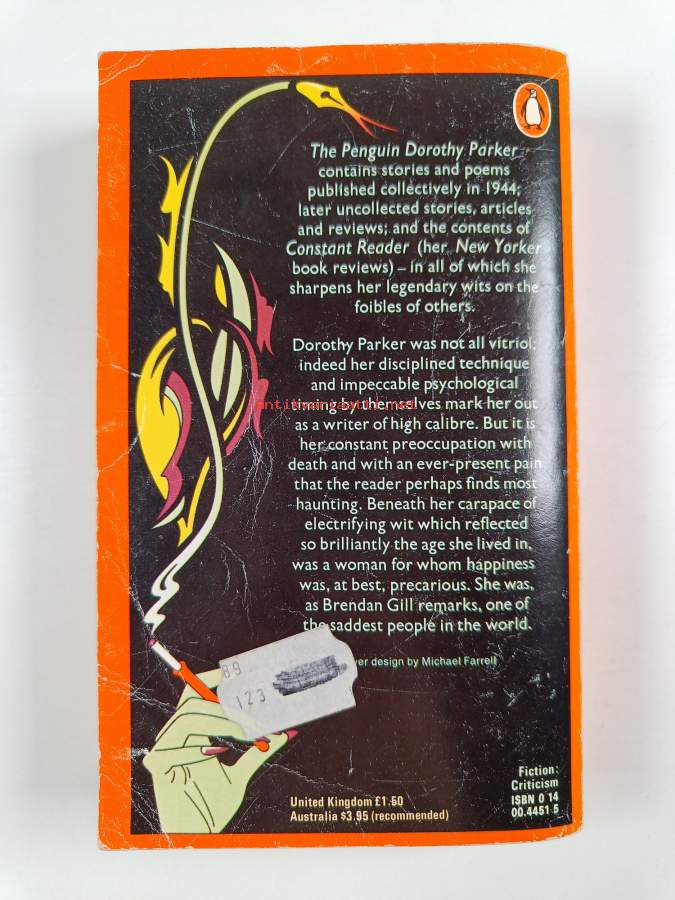 The Penguin Dorothy Parker
contains stories and poems
published collectively in 1944;
later uncollected stories, articles
and reviews; and the contents of
Constant Reader (her New Yorker
book reviews) – in all of which she
sharpens her legendary wits on the
foibles of others.
Dorothy Parker was not all vitriol;
indeed her disciplined technique
and impeccable psychological
timing by themselves mark her out
as a writer of high calibre. But it is
her constant preoccupation with
death and with an ever-present pain
that the reader perhaps finds most
haunting. Beneath her carapace of
electrifying wit which reflected
so brilliantly the age she lived in,
was a woman for whom happiness
was, at best, precarious. She was,
as Brendan Gill remarks, one of
the saddest people in the world.
ver design by Michael Farrell
89
123
United Kingdom £1.50
Australia $3.95 (recommended)
Fiction:
Criticism
ISBN 0 14
00.4451 5